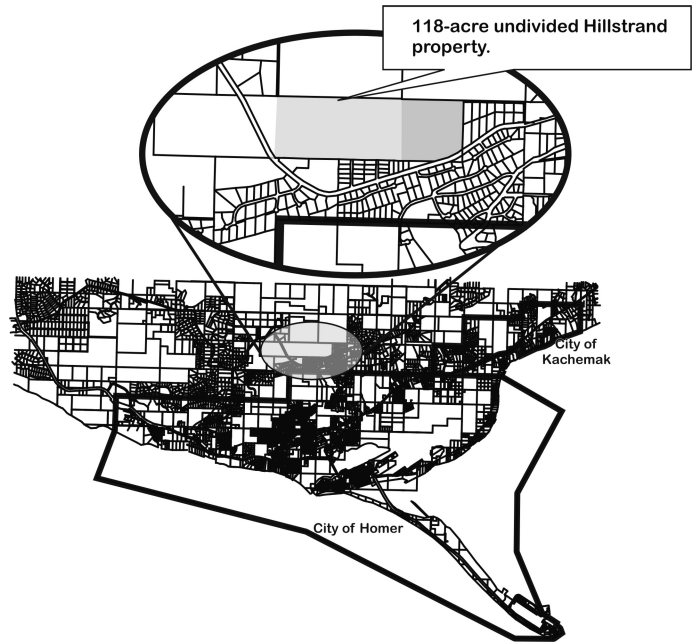 118-acre undivided Hillstrand
property.
City of
Kachemak
City of Homer